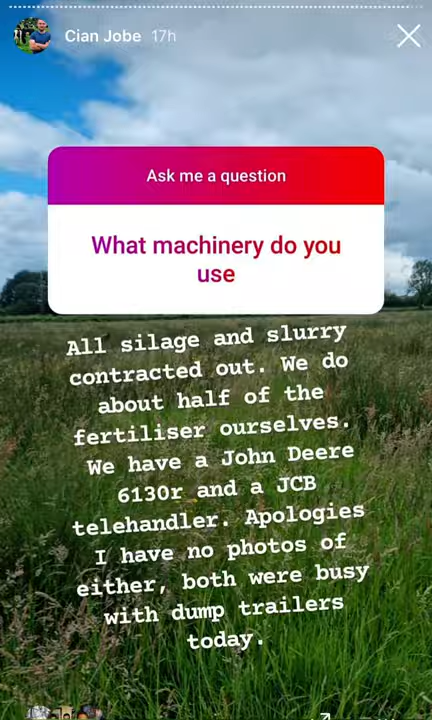 Cian Jobe 17h
Ask me a question
What machinery do you
use
All silage and slurry
contracted out. We do
about half of the
fertiliser ourselves.
We have a John Deere
6130r and a JCB
telehandler. Apologies
I have no photos of
either, both were busy
with dump trailers
today.